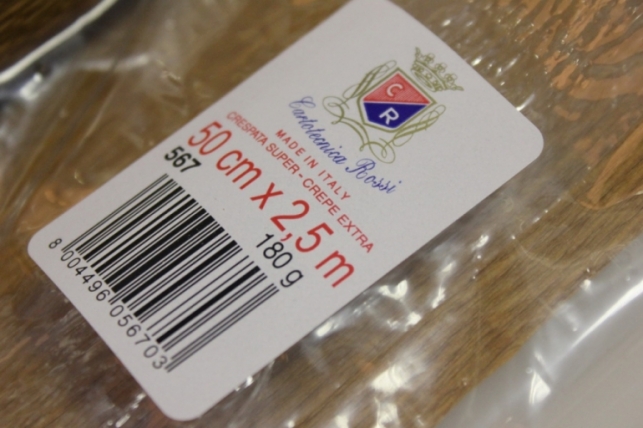 C
R
Cartotecnica Rossi
MADE IN ITALY
CRESPATA SUPER - CREPE EXTRA
50 cm x 2,5 m
567
180 g
8 004496 056703